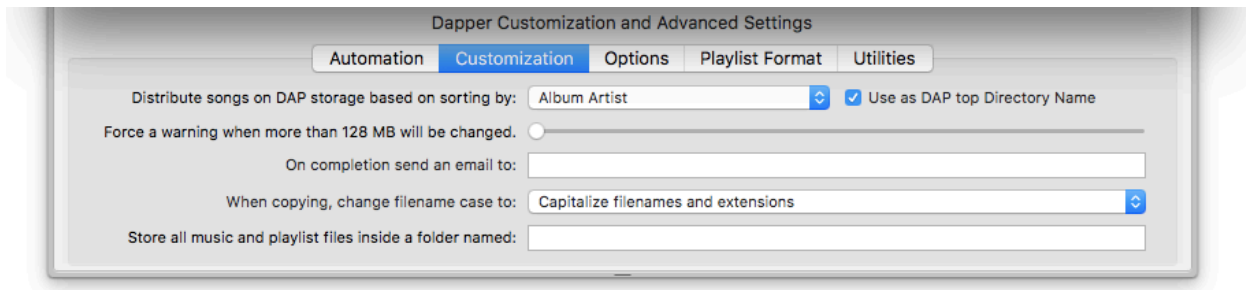 Dapper Customization and Advanced Settings
Automation Customization Options Playlist Format Utilities
Distribute songs on DAP storage based on sorting by: Album Artist Use as DAP top Directory Name
Force a warning when more than 128 MB will be changed.
On completion send an email to:
When copying, change filename case to: Capitalize filenames and extensions
Store all music and playlist files inside a folder named: